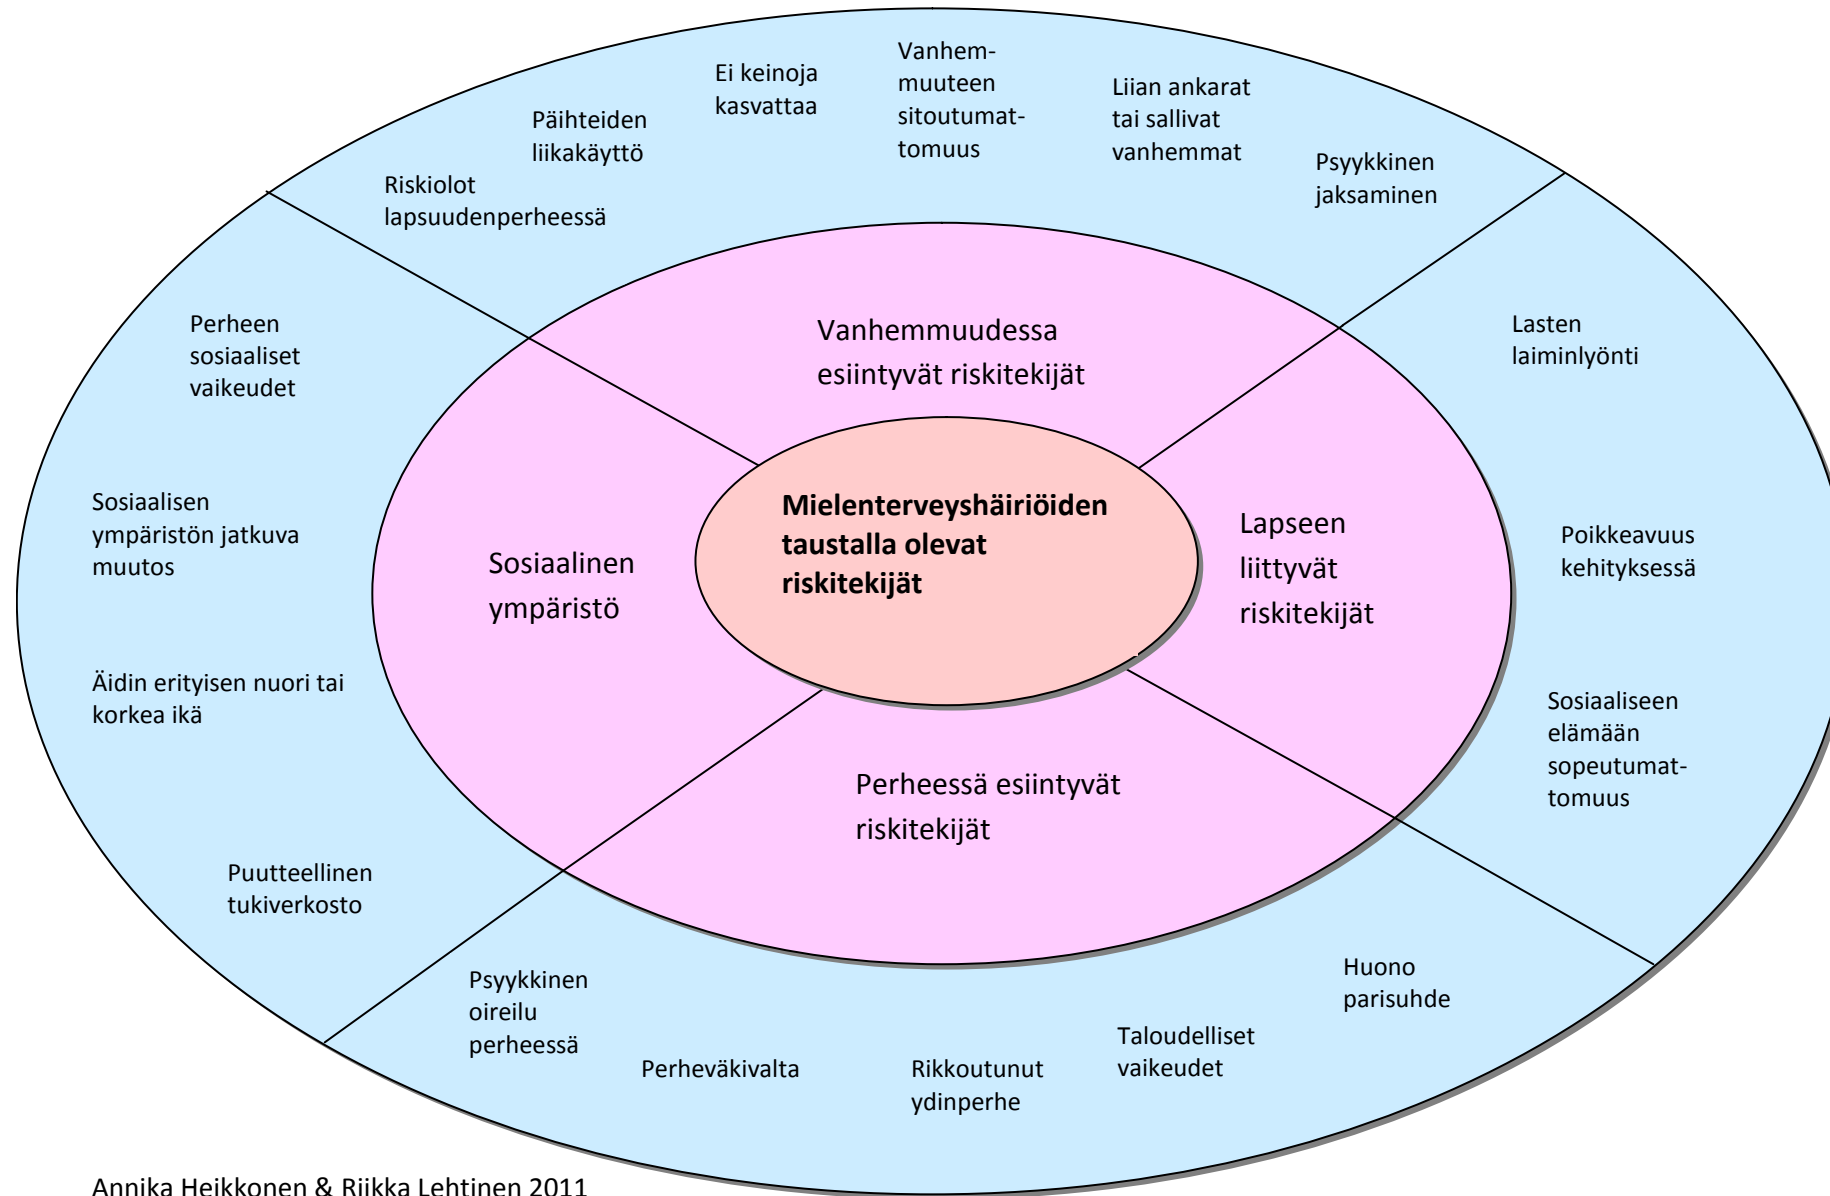 Vanhem-
muuteen
sitoutumat-
tomuus
Ei keinoja
kasvattaa
Liian ankarat
tai sallivat
vanhemmat
Päihteiden
liikakäyttö
Psyykkinen
jaksaminen
Riskiolot
lapsuudenperheessä
Perheen
sosiaaliset
vaikeudet
Vanhemmuudessa
esiintyvät riskitekijät
Lasten
laiminlyönti
Sosiaalisen
ympäristön jatkuva
muutos
Sosiaalinen
ympäristö
Mielenterveyshäiriöiden
taustalla olevat
riskitekijät
Lapseen
liittyvät
riskitekijät
Poikkeavuus
kehityksessä
Äidin erityisen nuori tai
korkea ikä
Sosiaaliseen
elämään
sopeutumat-
tomuus
Perheessä esiintyvät
riskitekijät
Puutteellinen
tukiverkosto
Psyykkinen
oireilu
perheessä
Perheväkivalta
Rikkoutunut
ydinperhe
Taloudelliset
vaikeudet
Huono
parisuhde
Annika Heikkonen & Riikka Lehtinen 2011